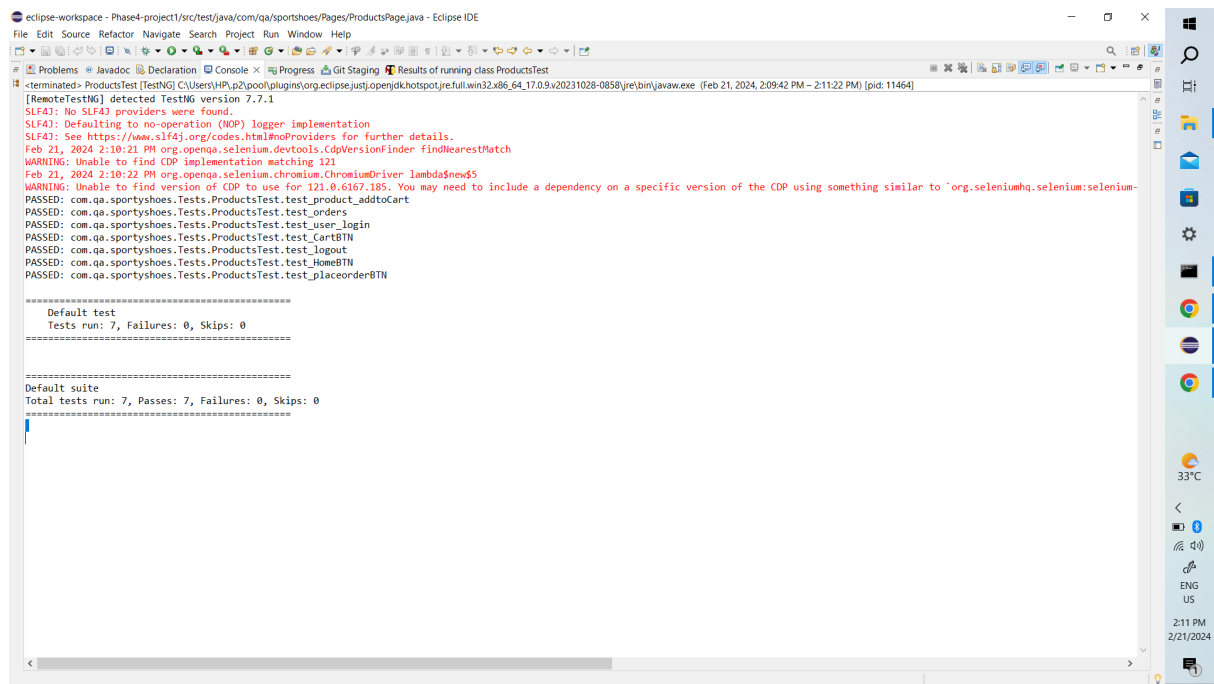 eclipse-workspace - Phase4-project1/src/test/java/com/qa/sportshoes/Pages/ProductsPage.java - Eclipse IDE
File Edit Source Refactor Navigate Search Project Run Window Help
Problems Javadoc Declaration Console Progress Git Staging Results of running class ProductsTest
<terminated> ProductsTest [TestNG] C:\Users\HP\.p2\pool\plugins\org.eclipse.justj.openjdk.hotspot.jre.full.win32.x86_64_17.0.9.v20231028-0858\jre\bin\javaw.exe (Feb 21, 2024, 2:09:42 PM – 2:11:22 PM) [pid: 11464]
[RemoteTestNG] detected TestNG version 7.7.1
SLF4J: No SLF4J providers were found.
SLF4J: Defaulting to no-operation (NOP) logger implementation
SLF4J: See https://www.slf4j.org/codes.html#noProviders for further details.
Feb 21, 2024 2:10:21 PM org.openqa.selenium.devtools.CdpVersionFinder findNearestMatch
WARNING: Unable to find CDP implementation matching 121
Feb 21, 2024 2:10:22 PM org.openqa.selenium.chromium.ChromiumDriver lambda$new$5
WARNING: Unable to find version of CDP to use for 121.0.6167.185. You may need to include a dependency on a specific version of the CDP using something similar to `org.seleniumhq.selenium:selenium-
PASSED: com.qa.sportyshoes.Tests.ProductsTest.test_product_addtoCart
PASSED: com.qa.sportyshoes.Tests.ProductsTest.test_orders
PASSED: com.qa.sportyshoes.Tests.ProductsTest.test_user_login
PASSED: com.qa.sportyshoes.Tests.ProductsTest.test_CartBTN
PASSED: com.qa.sportyshoes.Tests.ProductsTest.test_logout
PASSED: com.qa.sportyshoes.Tests.ProductsTest.test_HomeBTN
PASSED: com.qa.sportyshoes.Tests.ProductsTest.test_placeorderBTN
===============================================
Default test
Tests run: 7, Failures: 0, Skips: 0
===============================================
===============================================
Default suite
Total tests run: 7, Passes: 7, Failures: 0, Skips: 0
===============================================
33°C
ENG
US
2:11 PM
2/21/2024
1